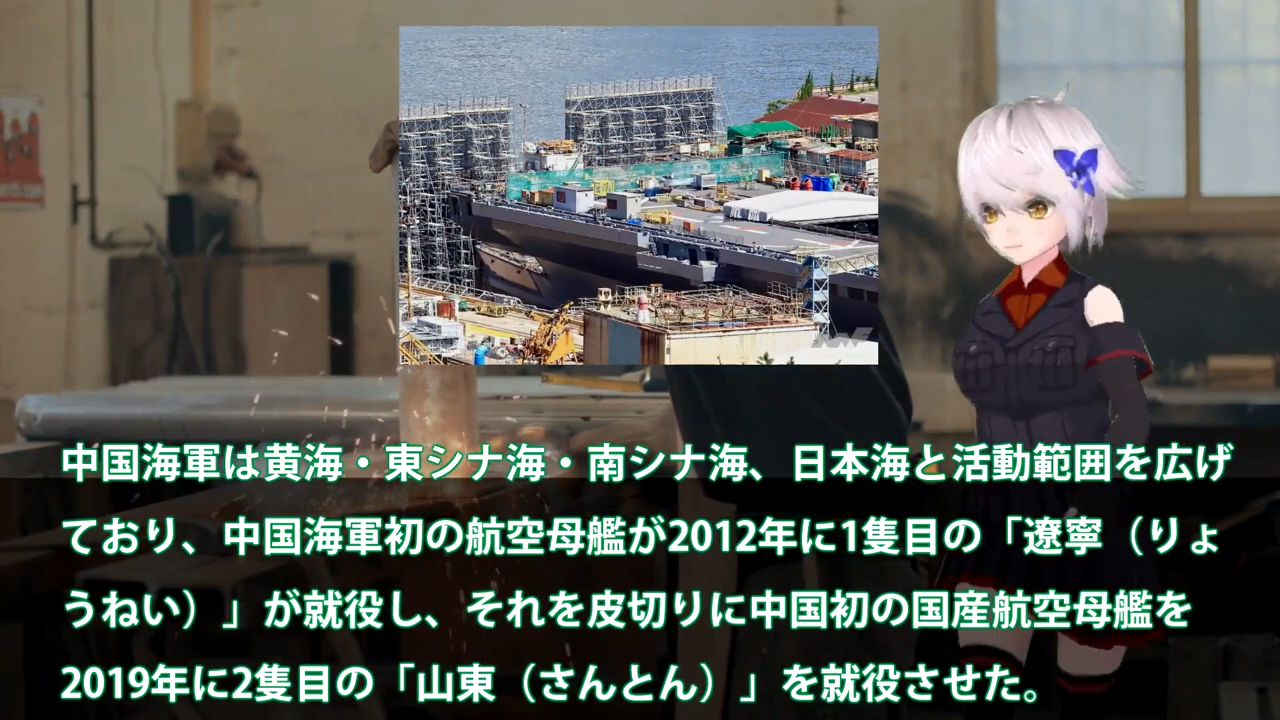 中国海軍は黄海・東シナ海・南シナ海、日本海と活動範囲を広げ
ており、中国海軍初の航空母艦が2012年に1隻目の「遼寧（りょ
うねい）」が就役し、それを皮切りに中国初の国産航空母艦を
2019年に2隻目の「山東（さんとん）」を就役させた。